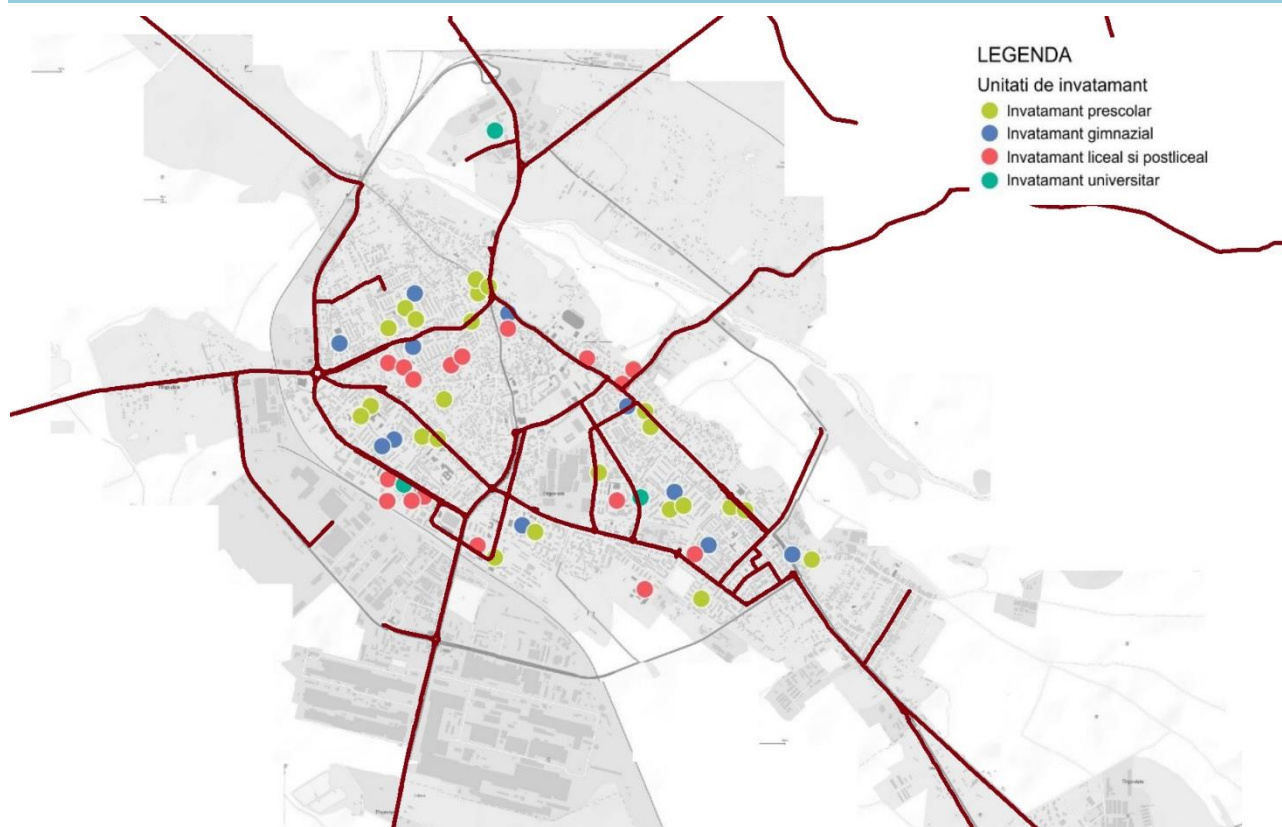 LEGENDA
Unitati de invatamant
Invatamant prescolar
Invatamant gimnazial
Invatamant liceal si postliceal
Invatamant universitar